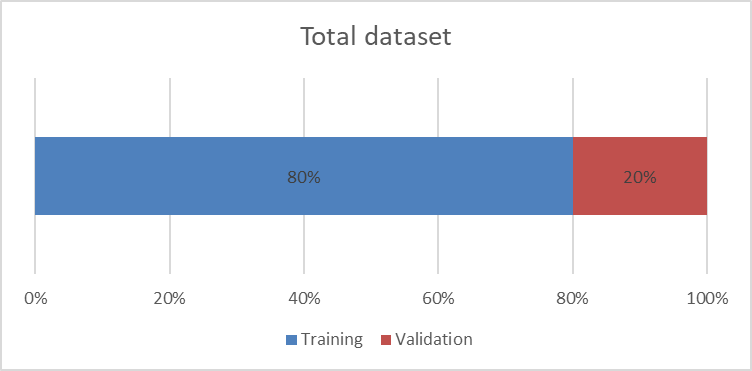 Total dataset
80% 20%
0% 20% 40% 60% 80% 100%
Training Validation